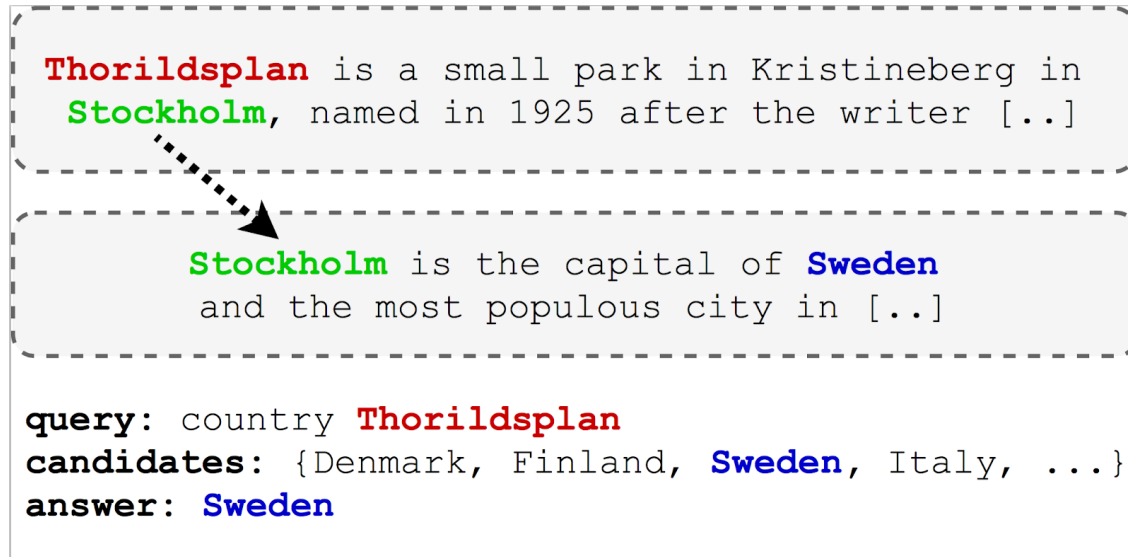 Thorildsplan is a small park in Kristineberg in
Stockholm, named in 1925 after the writer [..]
Stockholm is the capital of Sweden
and the most populous city in [..]
query: country Thorildsplan
candidates: {Denmark, Finland, Sweden, Italy, ...}
answer: Sweden